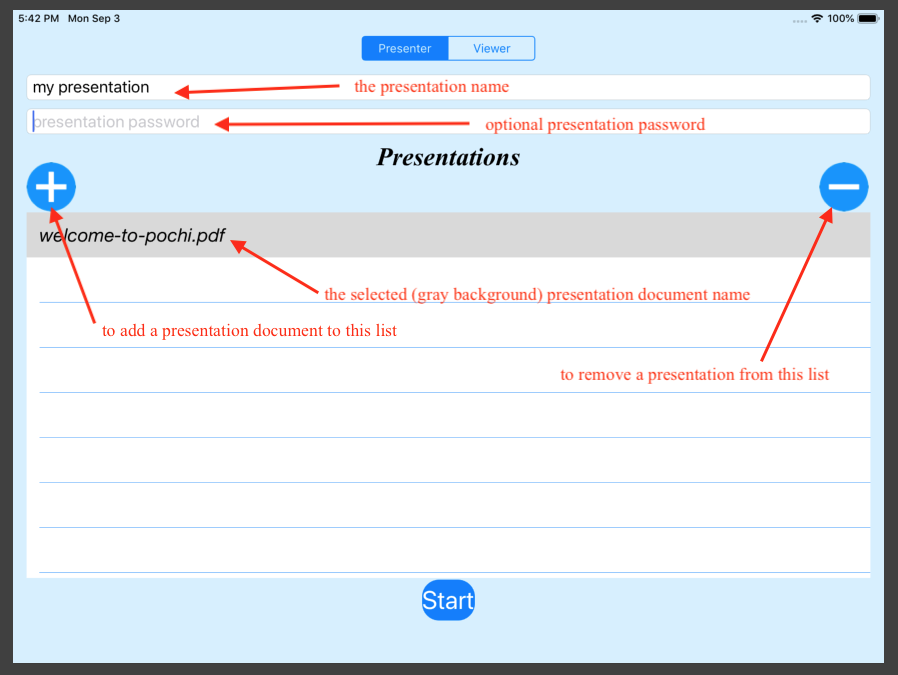 5:42 PM Mon Sep 3 100%
Presenter Viewer
my presentation the presentation name
presentation password optional presentation password
Presentations
welcome-to-pochi.pdf
the selected (gray background) presentation document name
to add a presentation document to this list
to remove a presentation from this list
Start